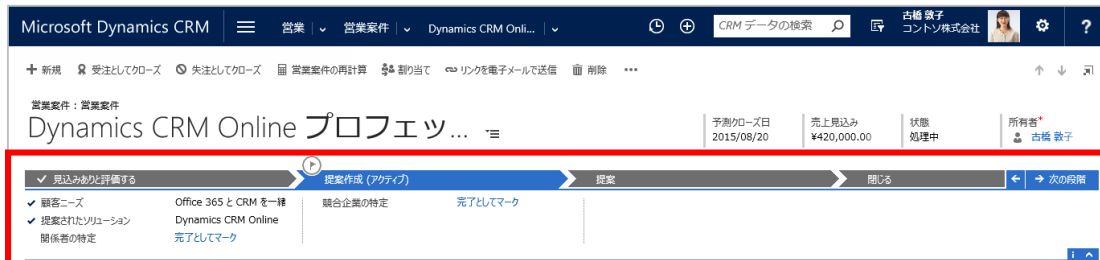 Microsoft Dynamics CRM 営業 営業案件 Dynamics CRM Onli... CRM データの検索 古橋 敦子 コントソ株式会社 ?
新規 受注としてクローズ 失注としてクローズ 営業案件の再計算 割り当て リンクを電子メールで送信 削除 •••
営業案件 : 営業案件
Dynamics CRM Online プロフェッ...
予測クローズ日 売上見込み 状態 所有者*
2015/08/20 ¥420,000.00 処理中 古橋 敦子
見込みありと評価する 提案作成 (アクティブ) 提案 閉じる 次の段階
顧客ニーズ Office 365 と CRM を一緒 競合企業の特定 完了としてマーク
提案されたソリューション Dynamics CRM Online
関係者の特定 完了としてマーク
i